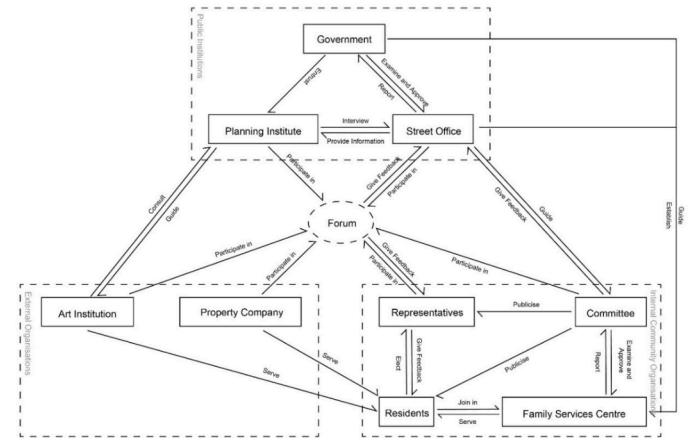 Public Institutions
Government
Entrust
Examine and Approve
Report
Planning Institute
Interview
Provide Information
Street Office
Consult
Guide
Participate in
Give Feedback
Participate in
Give Feedback
Guide
Guide
Establish
Forum
Participate in
Participate in
Give Feedback
Participate in
Participate in
External Organisations
Art Institution
Property Company
Representatives
Publicise
Committee
Internal Community Organisations
Serve
Serve
Elect
Give Feedback
Publicise
Report
Examine and
Approve
Residents
Join in
Serve
Family Services Centre